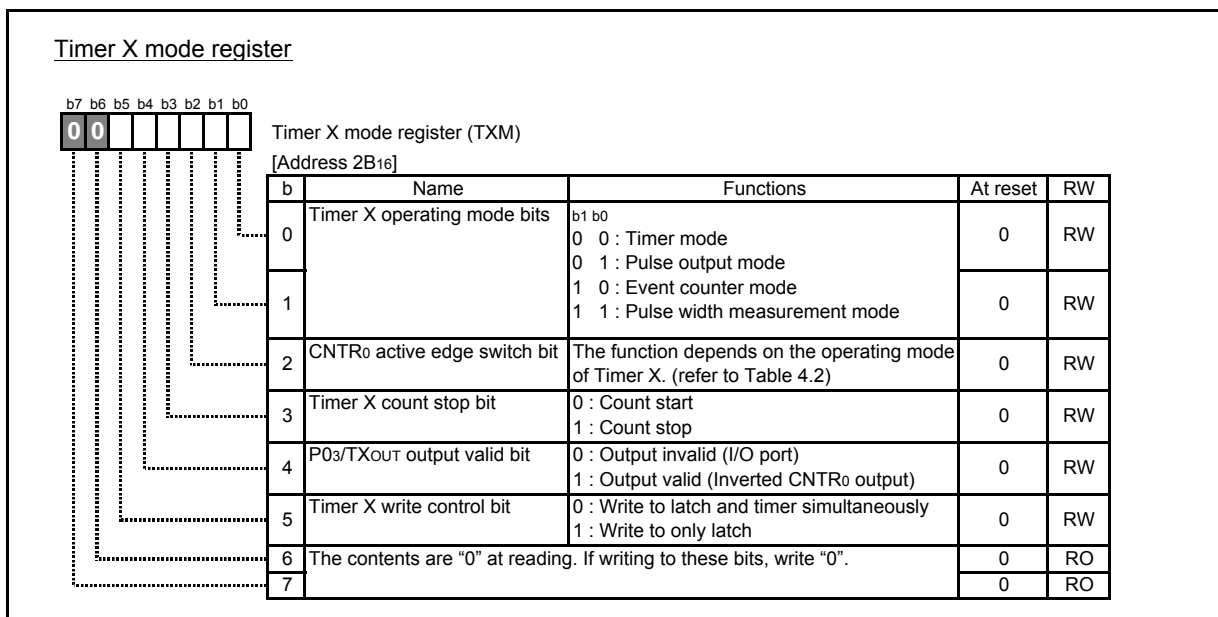 Timer X mode register
b7 b6 b5 b4 b3 b2 b1 b0
0 0
Timer X mode register (TXM)
[Address 2B16]
b Name Functions At reset RW
0 Timer X operating mode bits b1 b0
0 0 : Timer mode 0 RW
0 1 : Pulse output mode
1 1 0 : Event counter mode 0 RW
1 1 : Pulse width measurement mode
2 CNTR0 active edge switch bit The function depends on the operating mode 0 RW
of Timer X. (refer to Table 4.2)
3 Timer X count stop bit 0 : Count start 0 RW
1 : Count stop
4 P03/TXOUT output valid bit 0 : Output invalid (I/O port) 0 RW
1 : Output valid (Inverted CNTR0 output)
5 Timer X write control bit 0 : Write to latch and timer simultaneously 0 RW
1 : Write to only latch
6 The contents are “0” at reading. If writing to these bits, write “0”. 0 RO
7 0 RO